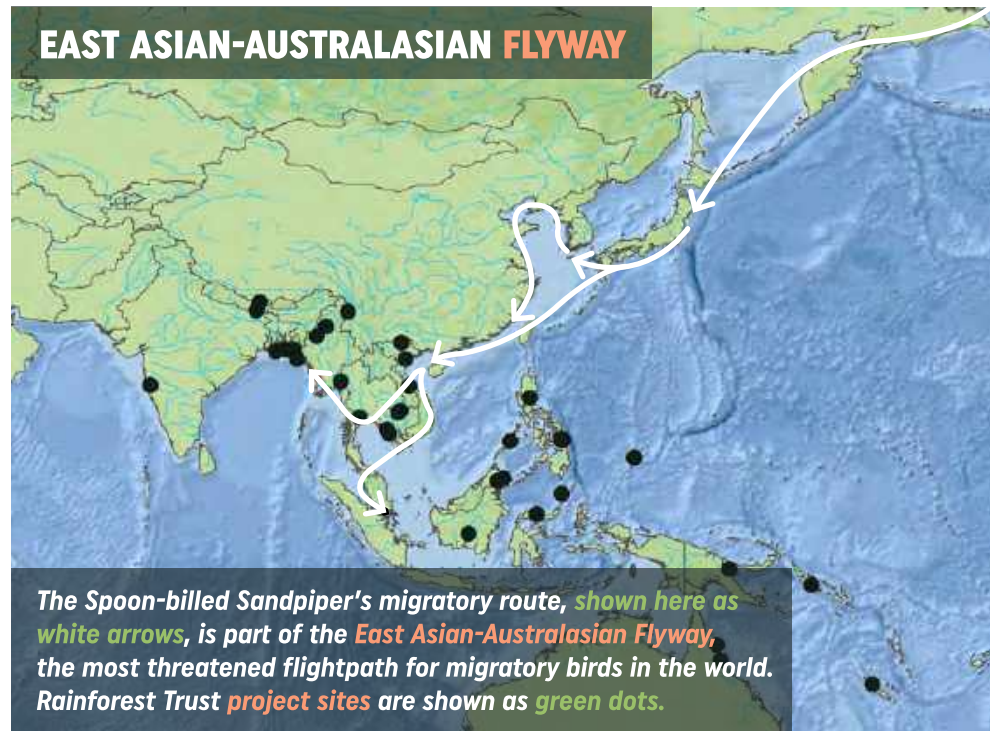 EAST ASIAN-AUSTRALASIAN FLYWAY
The Spoon-billed Sandpiper's migratory route, shown here as
white arrows, is part of the East Asian-Australasian Flyway,
the most threatened flightpath for migratory birds in the world.
Rainforest Trust project sites are shown as green dots.